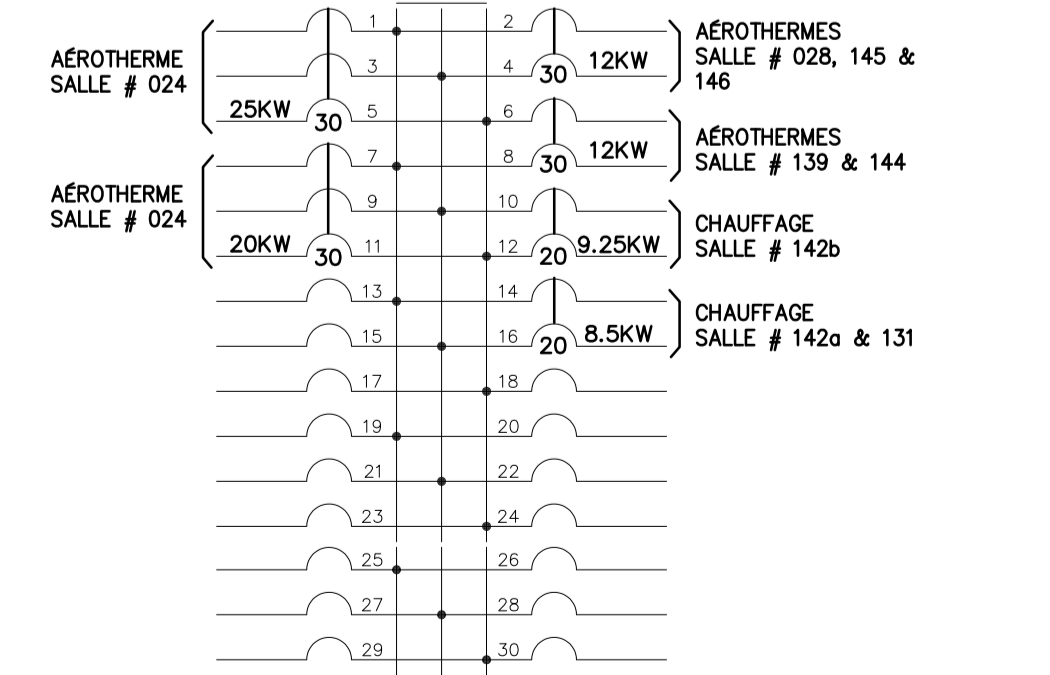 AÉROTHERME
SALLE # 024
25KW
30
1
3
5
2
4
6
30
12KW
AÉROTHERMES
SALLE # 028, 145 &
146
AÉROTHERME
SALLE # 024
20KW
30
7
9
11
8
30
12KW
AÉROTHERMES
SALLE # 139 & 144
10
12
20
9.25KW
CHAUFFAGE
SALLE # 142b
13
14
15
16
20
8.5KW
CHAUFFAGE
SALLE # 142a & 131
17
18
19
20
21
22
23
24
25
26
27
28
29
30